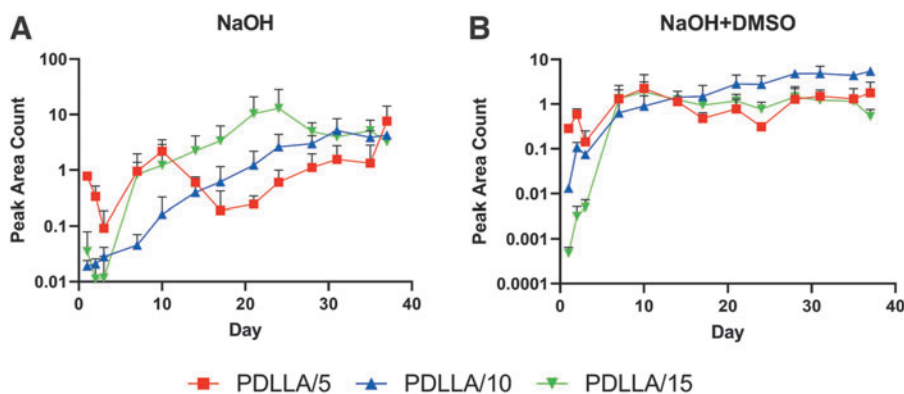 A
NaOH
100
10
1
0.1
0.01
Peak Area Count
0 10 20 30 40
Day
B
NaOH+DMSO
10
1
0.1
0.01
0.001
0.0001
Peak Area Count
0 10 20 30 40
Day
PDLLA/5 PDLLA/10 PDLLA/15